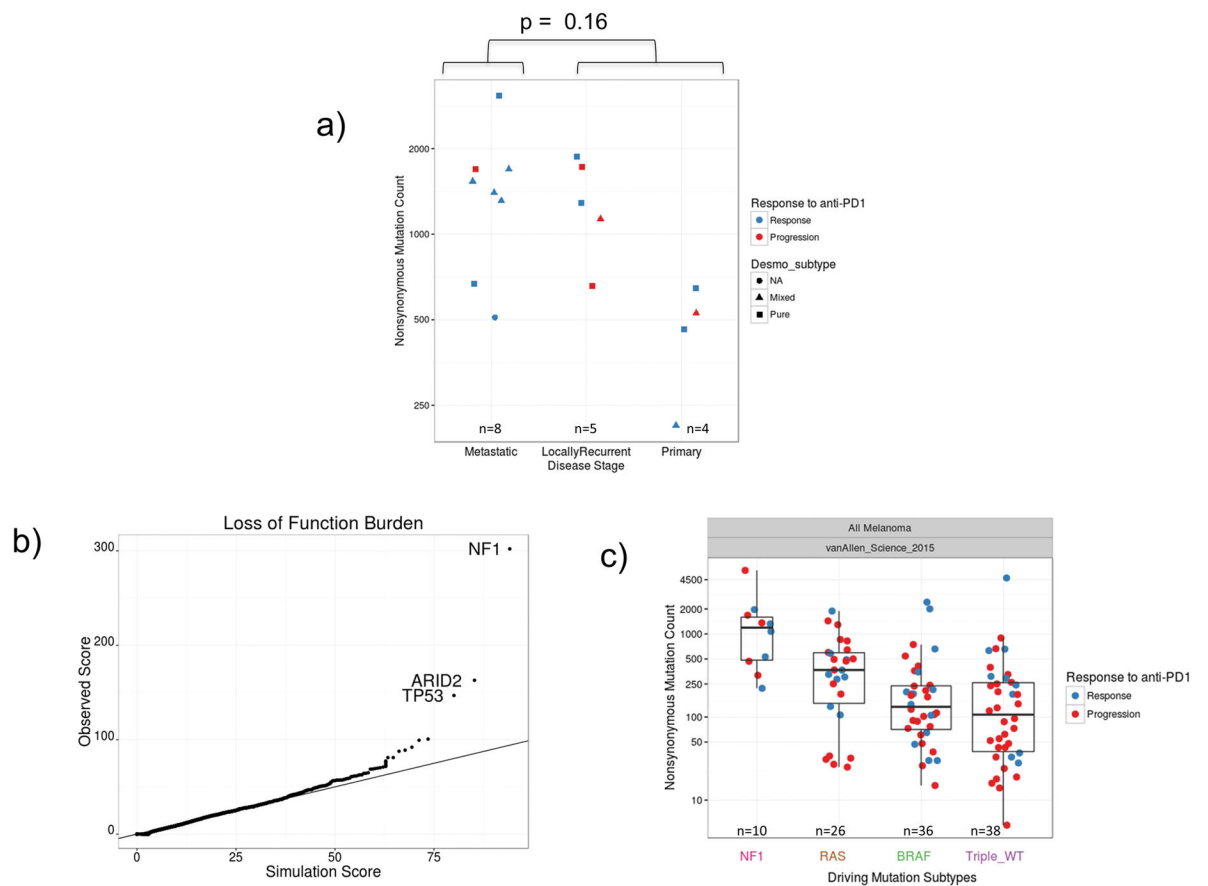 p = 0.16
a)
Nonsynonymous Mutation Count
2000
1000
500
250
n=8
n=5
n=4
Metastatic
LocallyRecurrent
Primary
Disease Stage
Response to anti-PD1
Response
Progression
Desmo_subtype
NA
Mixed
Pure
b)
Loss of Function Burden
Observed Score
300
200
100
0
NF1
ARID2
TP53
0
25
50
75
Simulation Score
c)
All Melanoma
vanAllen_Science_2015
Nonsynonymous Mutation Count
4500
2000
1000
500
250
100
50
10
n=10
n=26
n=36
n=38
NF1
RAS
BRAF
Triple_WT
Driving Mutation Subtypes
Response to anti-PD1
Response
Progression